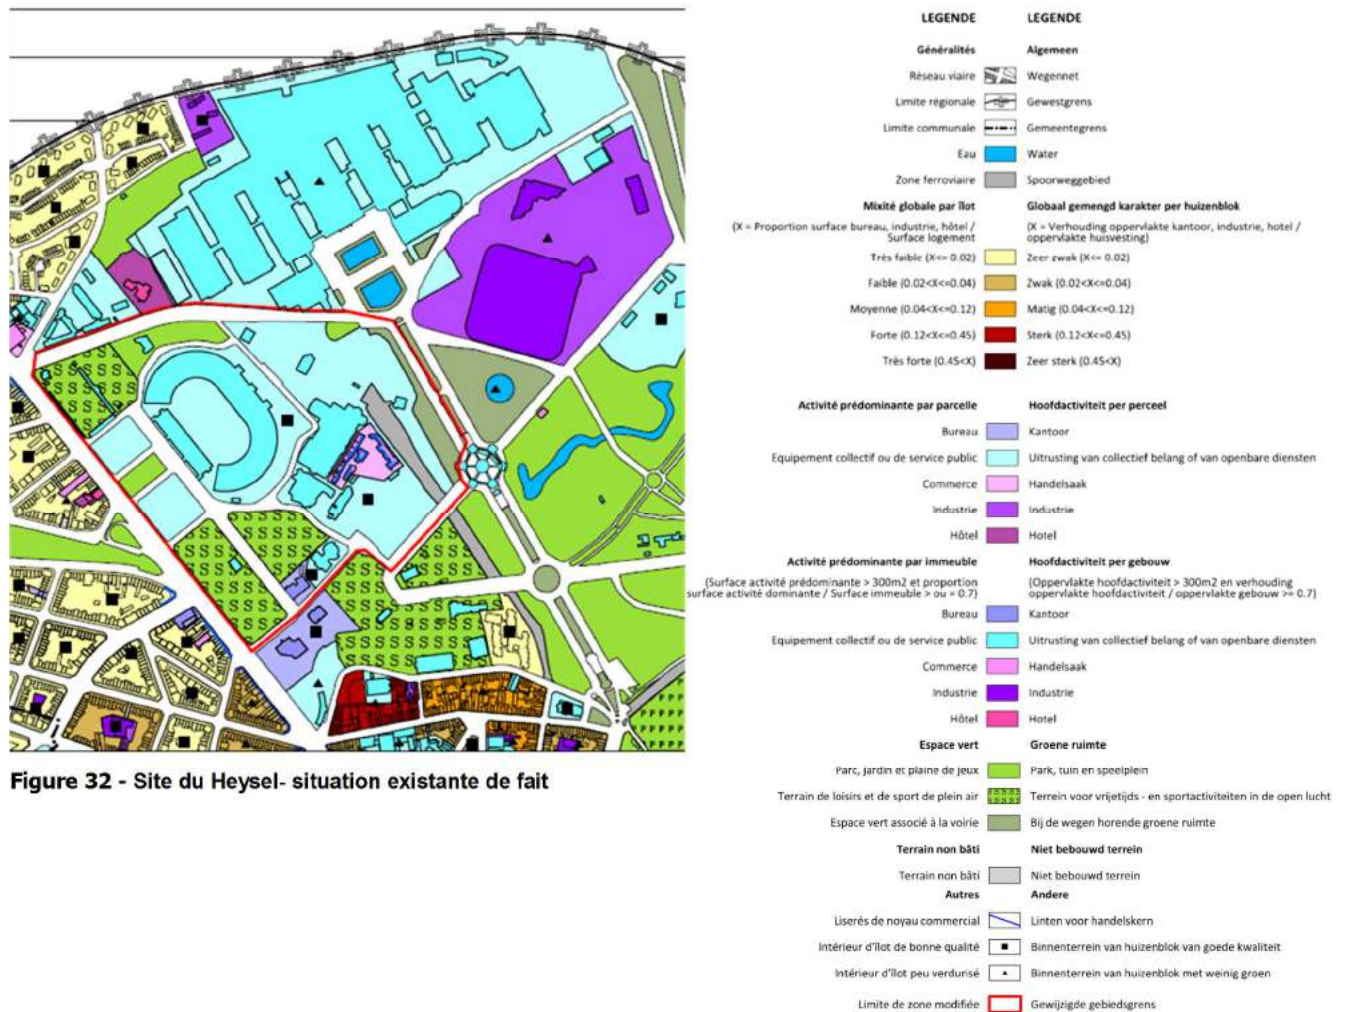 LEGENDE LEGENDE
Généralités Algemeen
Réseau viaire Wegennet
Limite régionale Gewestgrens
Limite communale Gemeentegrens
Eau Water
Zone ferroviaire Spoorweggebied
Mixité globale par îlot Globaal gemengd karakter per huizenblok
(X = Proportion surface bureau, industrie, hôtel / (X = Verhouding oppervlakte kantoor, industrie, hotel /
Surface logement oppervlakte huisvesting)
Très faible (X<= 0.02) Zeer zwak (X<= 0.02)
Faible (0.02<X<=0.04) Zwak (0.02<X<=0.04)
Moyenne (0.04<X<=0.12) Matig (0.04<X<=0.12)
Forte (0.12<X<=0.45) Sterk (0.12<X<=0.45)
Très forte (0.45<X) Zeer sterk (0.45<X)
Activité prédominante par parcelle Hoofdactiviteit per perceel
Bureau Kantoor
Equipement collectif ou de service public Uitrusting van collectief belang of van openbare diensten
Commerce Handelsaak
Industrie Industrie
Hôtel Hotel
Activité prédominante par immeuble Hoofdactiviteit per gebouw
(Surface activité prédominante > 300m2 et proportion (Oppervlakte hoofdactiviteit > 300m2 en verhouding
surface activité dominante / Surface immeuble > ou = 0.7) oppervlakte hoofdactiviteit / oppervlakte gebouw >= 0.7)
Bureau Kantoor
Equipement collectif ou de service public Uitrusting van collectief belang of van openbare diensten
Commerce Handelsaak
Industrie Industrie
Hôtel Hotel
Espace vert Groene ruimte
Parc, jardin et plaine de jeux Park, tuin en speelplein
Terrain de loisirs et de sport de plein air Terrein voor vrijetijds - en sportactiviteiten in de open lucht
Espace vert associé à la voirie Bij de wegen horende groene ruimte
Terrain non bâti Niet bebouwd terrein
Terrain non bâti Niet bebouwd terrein
Autres Andere
Liserés de noyau commercial Linten voor handelskern
Intérieur d'îlot de bonne qualité Binnenterrein van huizenblok van goede kwaliteit
Intérieur d'îlot peu verdurisé Binnenterrein van huizenblok met weinig groen
Limite de zone modifiée Gewijzigde gebiedsgrens
Figure 32 - Site du Heysel- situation existante de fait